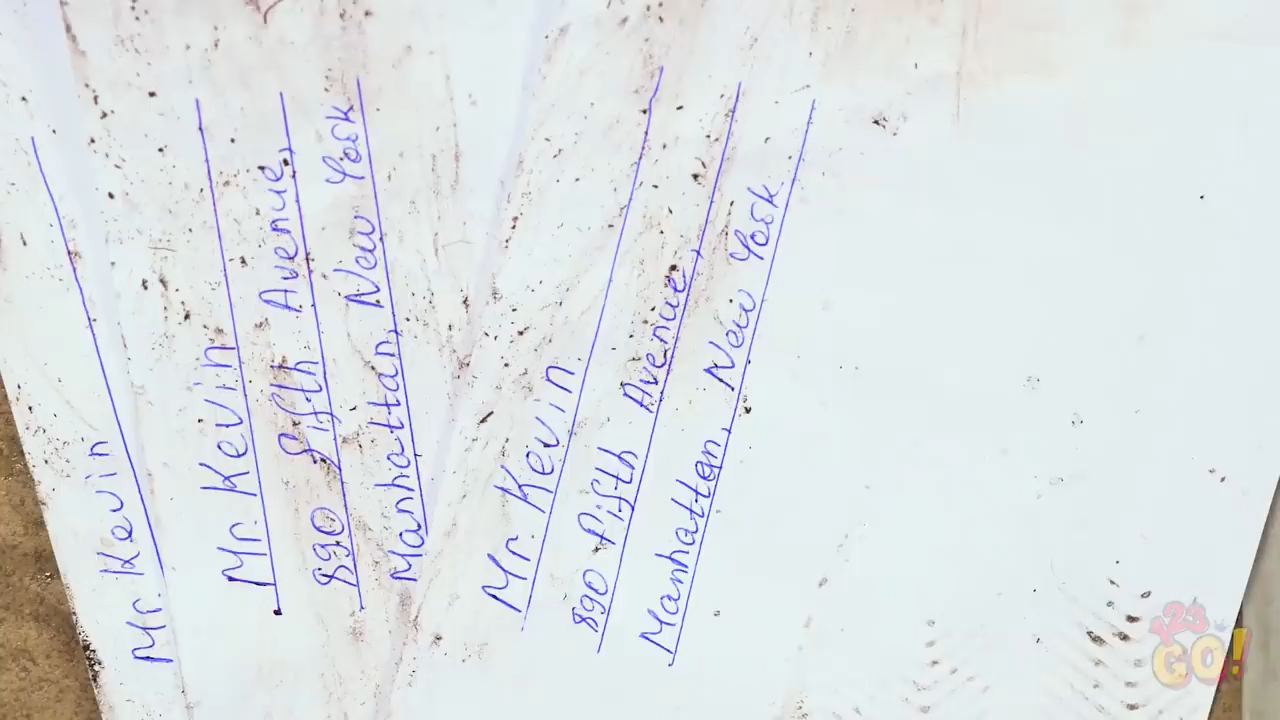 Mr. Kevin
Mr. Kevin
890 fifth Avenue,
Manhattan, New York
Mr. Kevin
890 fifth Avenue,
Manhattan, New York
123
GO!